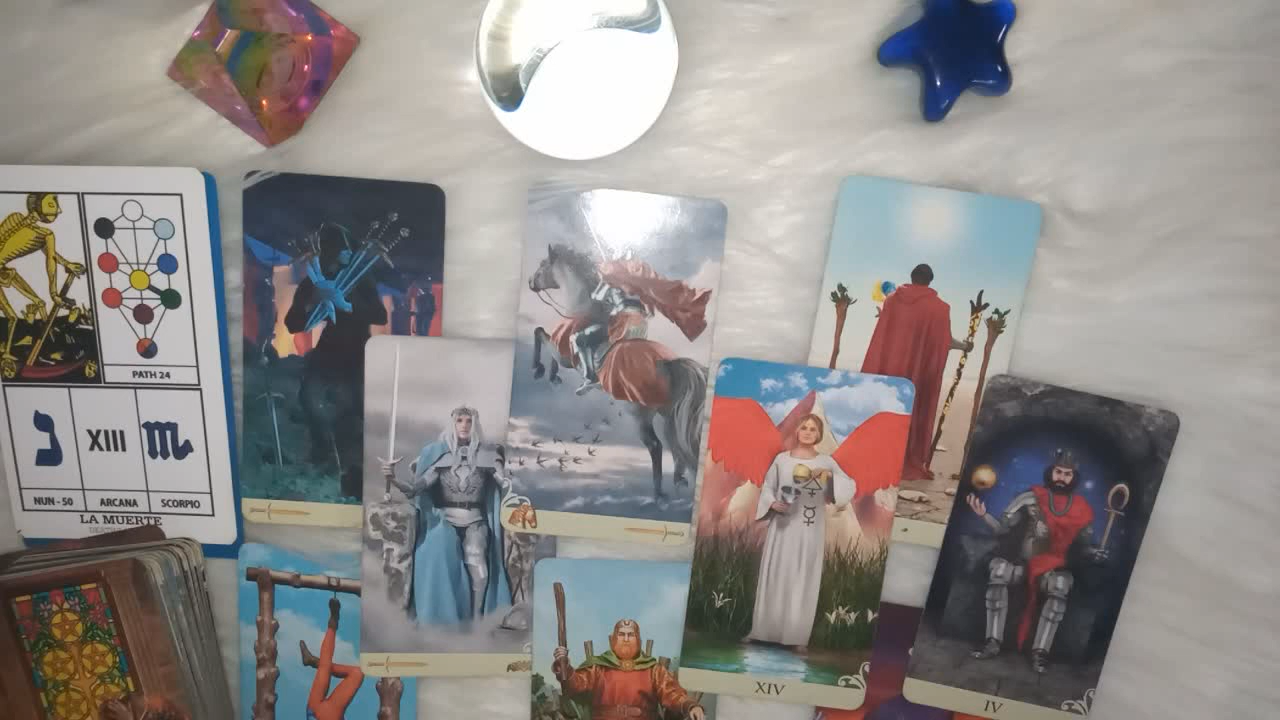 PATH 24
נ
XIII
♏
NUN - 50
ARCANA
SCORPIO
LA MUERTE
XIV
IV